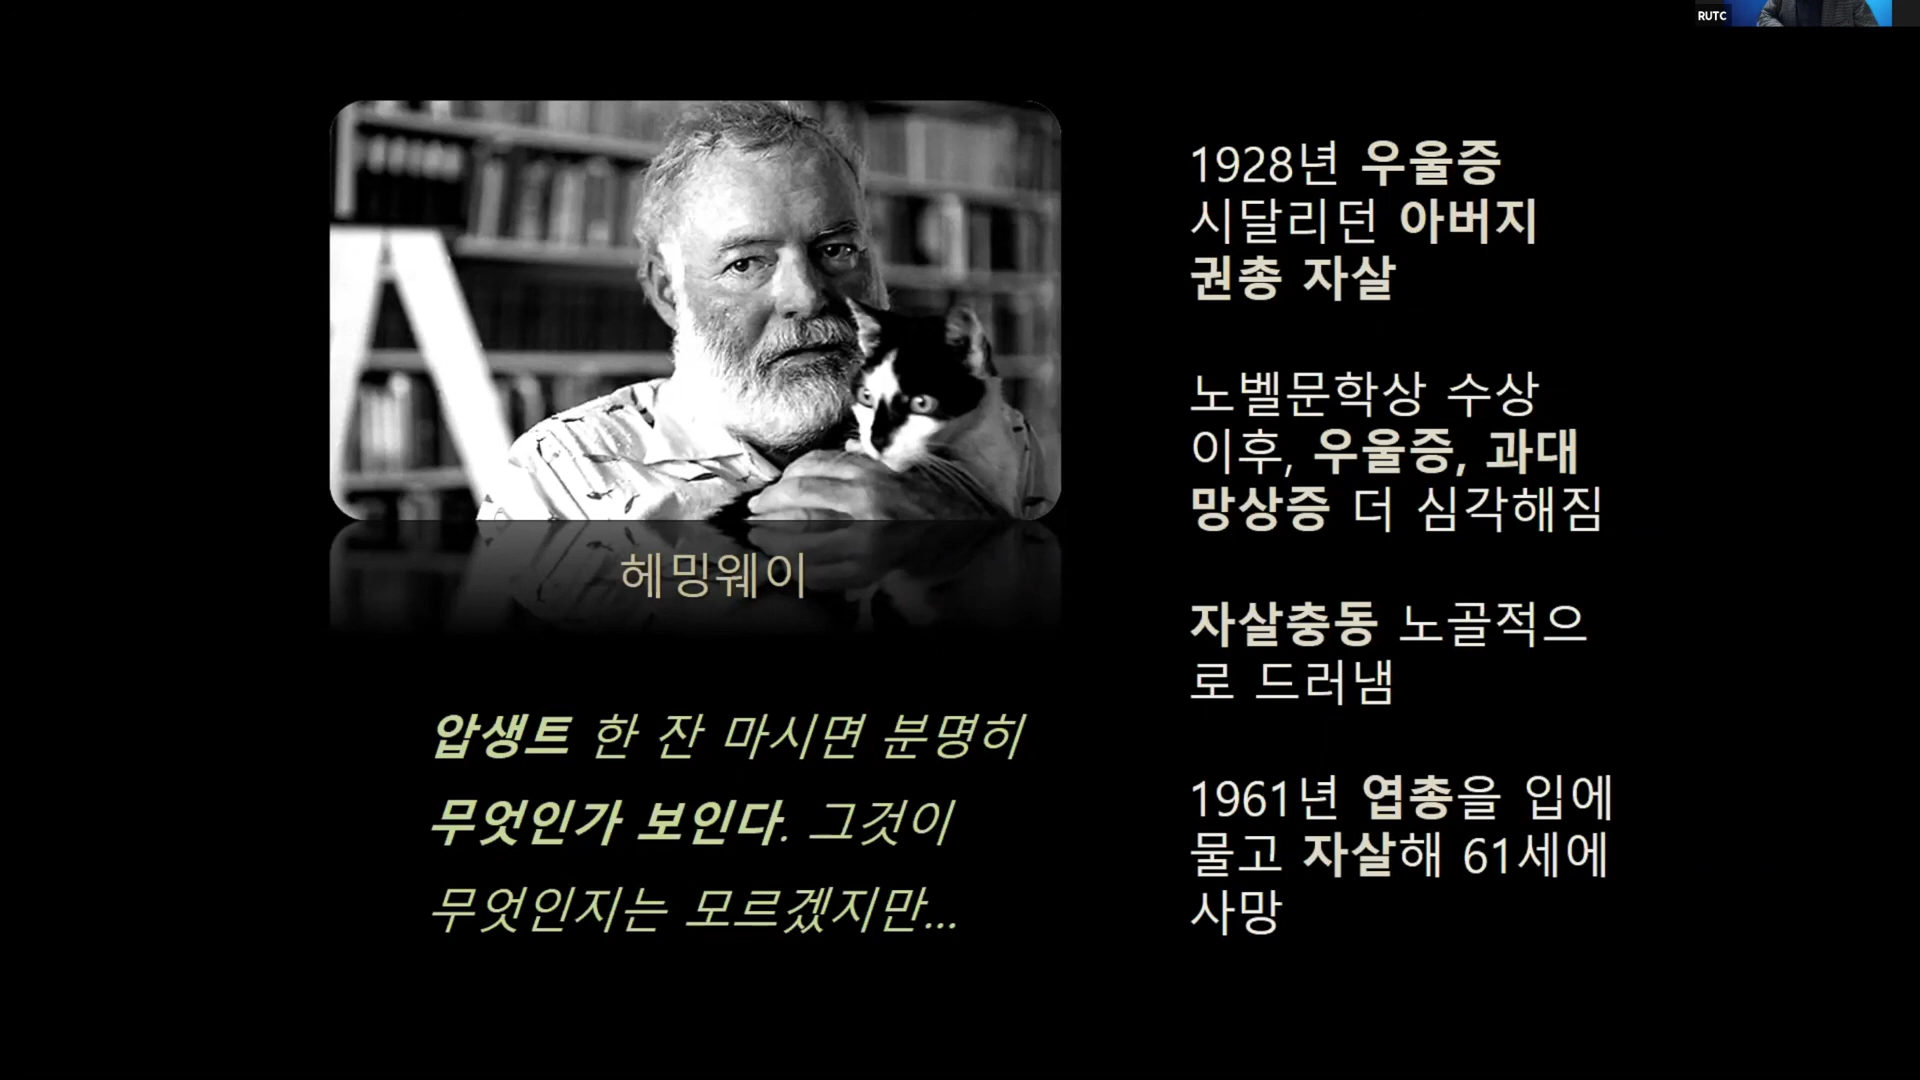 RUTC
헤밍웨이
압생트 한 잔 마시면 분명히
무엇인가 보인다. 그것이
무엇인지는 모르겠지만...
1928년 우울증
시달리던 아버지
권총 자살
노벨문학상 수상
이후, 우울증, 과대
망상증 더 심각해짐
자살충동 노골적으
로 드러냄
1961년 엽총을 입에
물고 자살해 61세에
사망